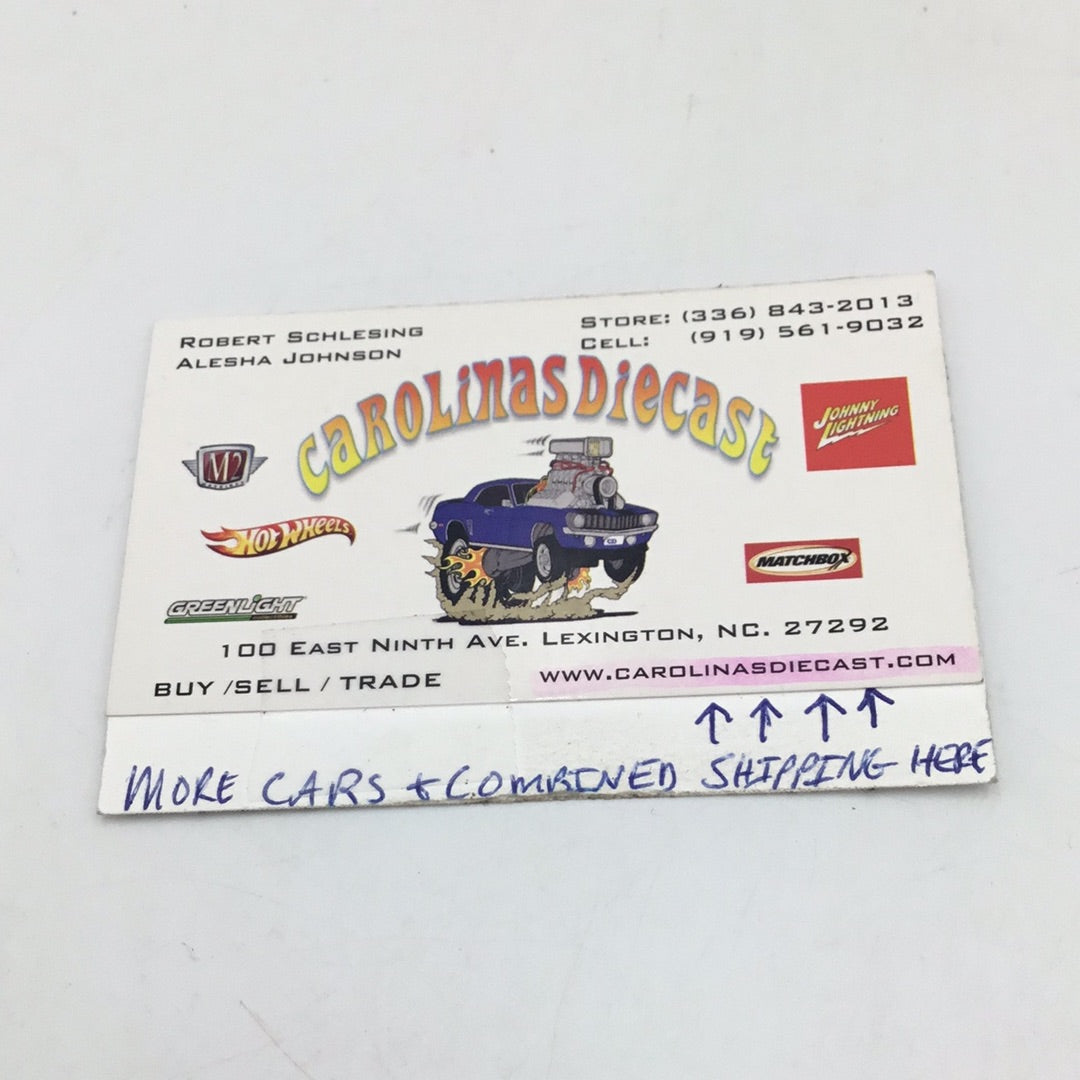 ROBERT SCHLESING
ALESHA JOHNSON
STORE: (336) 843-2013
CELL: (919) 561-9032
CAROLINAS DIECAST
M2
JOHNNY
LIGHTNING
HOT WHEELS
MATCHBOX
GREENLIGHT
100 EAST NINTH AVE. LEXINGTON, NC. 27292
BUY /SELL / TRADE
WWW.CAROLINASDIECAST.COM
↑ ↑ ↑ ↑
MORE CARS + COMBINED SHIPPING HERE